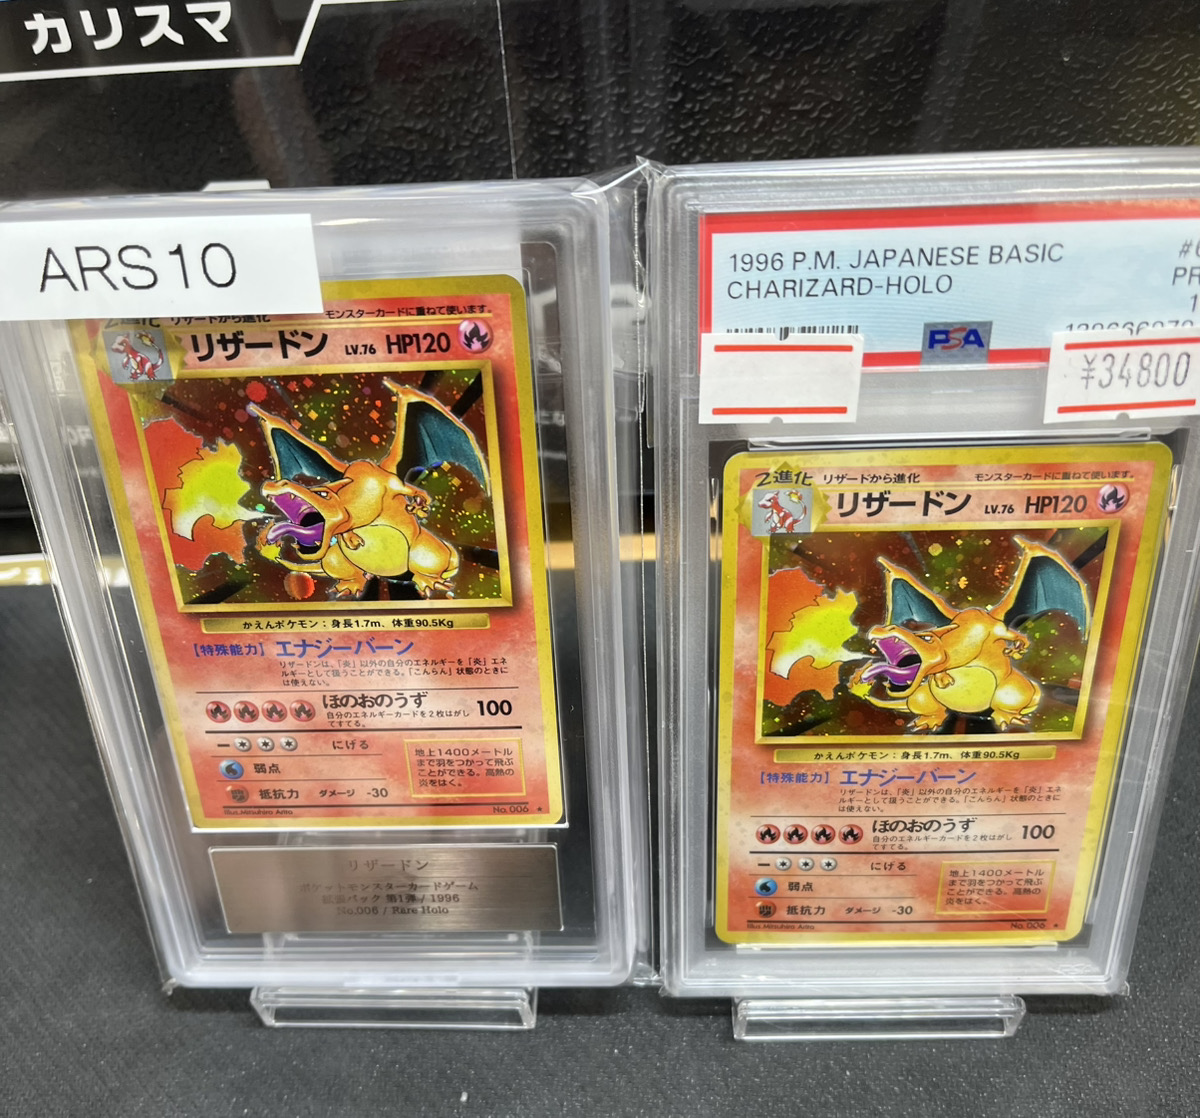 カリスマ
ARS10
2進化 リザードから進化 モンスターカードに重ねて使います。
リザードン LV.76 HP120
かえんポケモン：身長1.7m、体重90.5Kg
【特殊能力】エナジーバーン
リザードンは、「炎」以外の自分のエネルギーを「炎」エネ
ルギーとして扱うことができる。「こんらん」状態のときに
は使えない。
ほのおのうず 100
自分のエネルギーカードを2枚はがし
てすてる。
にげる
弱点
抵抗力 ダメージ -30
地上1400メートル
まで羽をつかって飛ぶ
ことができる。高熱の
炎をはく。
Illus.Mitsuhiro Arita No.006 ★
リザードン
ポケットモンスターカードゲーム
拡張パック 第1弾 / 1996
No.006 / Rare Holo
1996 P.M. JAPANESE BASIC
CHARIZARD-HOLO
PSA
¥34800
2進化 リザードから進化 モンスターカードに重ねて使います。
リザードン LV.76 HP120
かえんポケモン：身長1.7m、体重90.5Kg
【特殊能力】エナジーバーン
リザードンは、「炎」以外の自分のエネルギーを「炎」エネ
ルギーとして扱うことができる。「こんらん」状態のときに
は使えない。
ほのおのうず 100
自分のエネルギーカードを2枚はがし
てすてる。
にげる
弱点
抵抗力 ダメージ -30
地上1400メートル
まで羽をつかって飛ぶ
ことができる。高熱の
炎をはく。
Illus.Mitsuhiro Arita No.006 ★